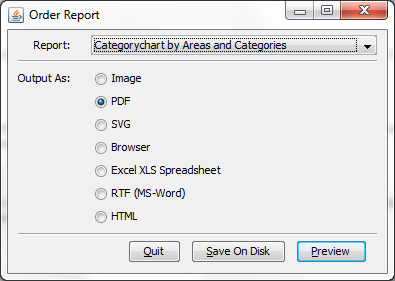 Order Report
Report: Categorychart by Areas and Categories
Output As: Image
PDF
SVG
Browser
Excel XLS Spreadsheet
RTF (MS-Word)
HTML
Quit Save On Disk Preview